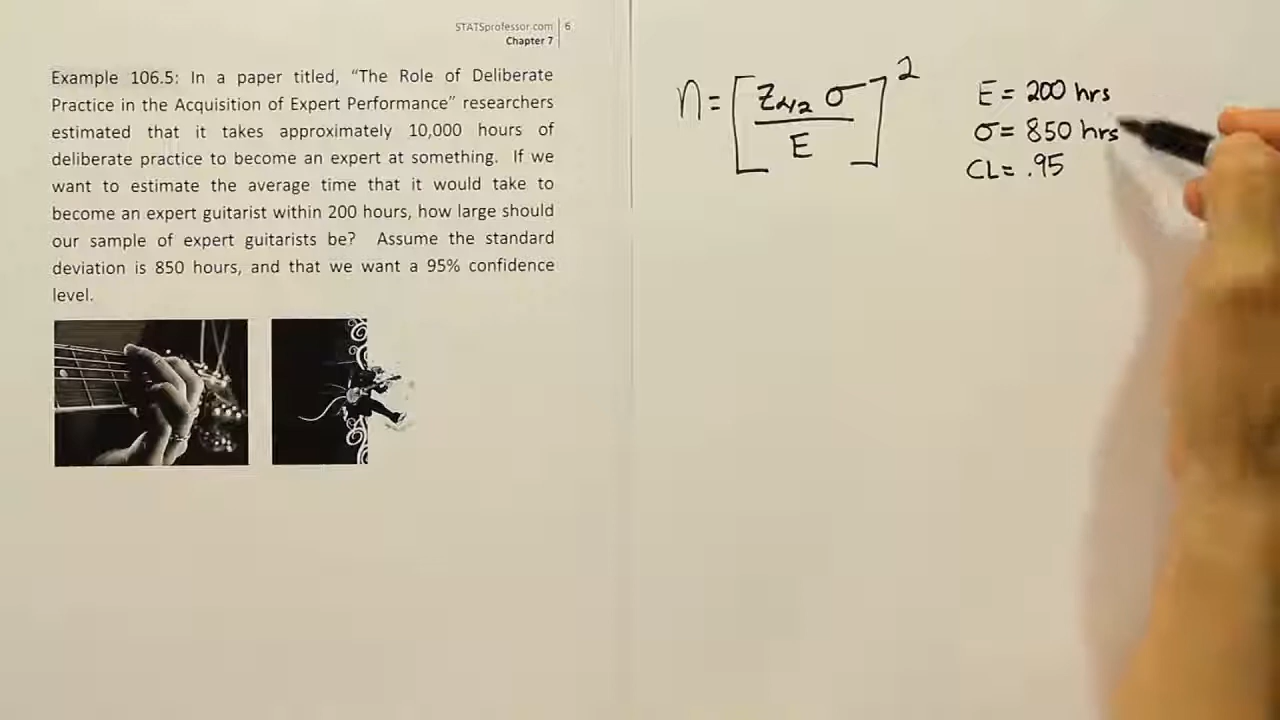 STATSprofessor.com 6
Chapter 7
Example 106.5: In a paper titled, “The Role of Deliberate
Practice in the Acquisition of Expert Performance” researchers
estimated that it takes approximately 10,000 hours of
deliberate practice to become an expert at something. If we
want to estimate the average time that it would take to
become an expert guitarist within 200 hours, how large should
our sample of expert guitarists be? Assume the standard
deviation is 850 hours, and that we want a 95% confidence
level.
n = [Zα/2 σ / E]²
E = 200 hrs
σ = 850 hrs
CL = .95